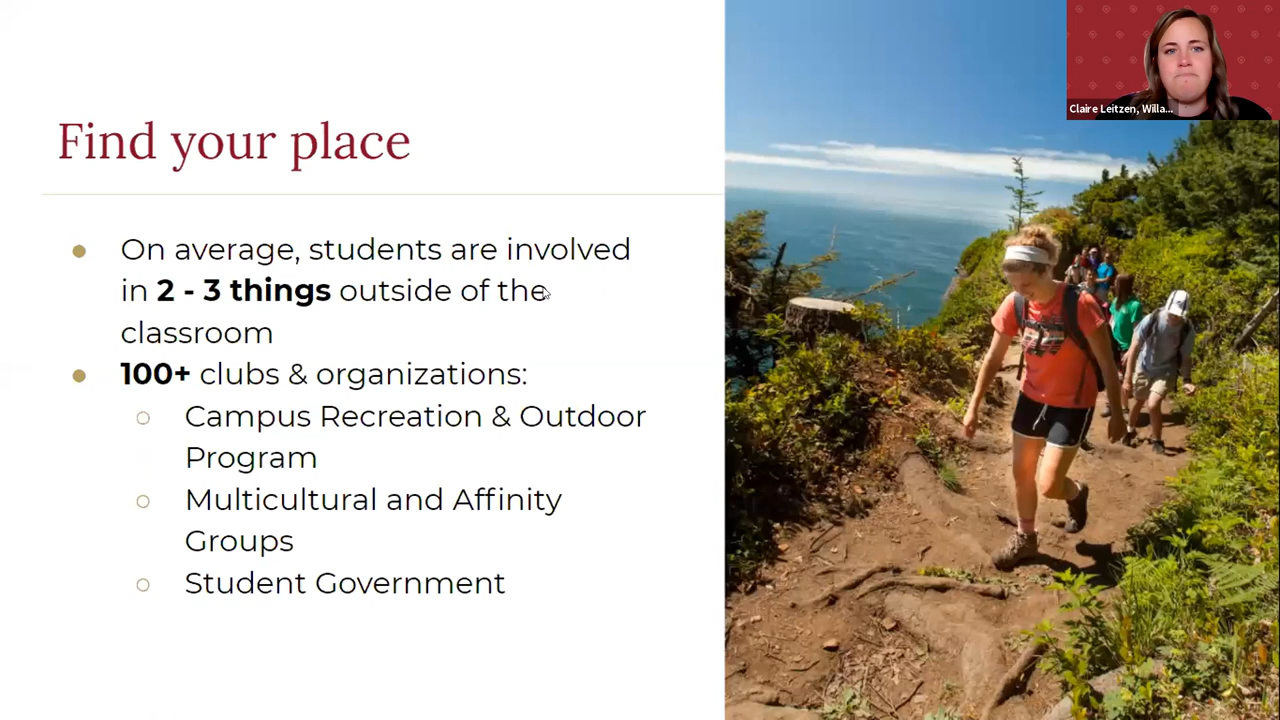 Find your place
● On average, students are involved
in 2 - 3 things outside of the
classroom
● 100+ clubs & organizations:
○ Campus Recreation & Outdoor
Program
○ Multicultural and Affinity
Groups
○ Student Government
Claire Leitzen, Willa...